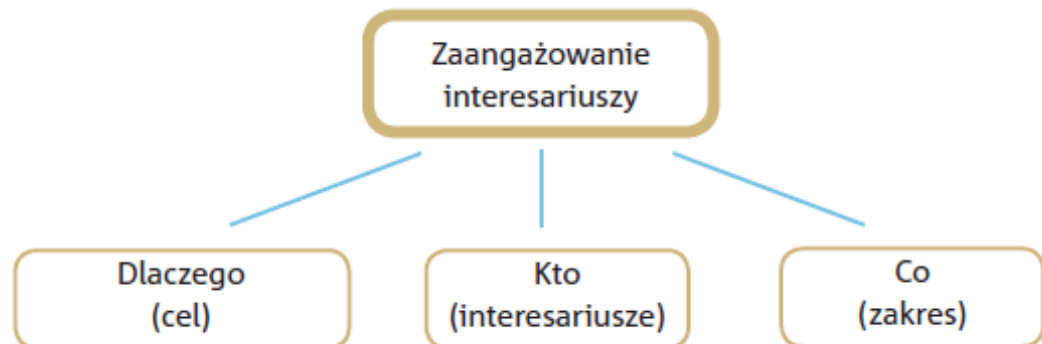 Zaangażowanie
interesariuszy
Dlaczego
(cel)
Kto
(interesariusze)
Co
(zakres)